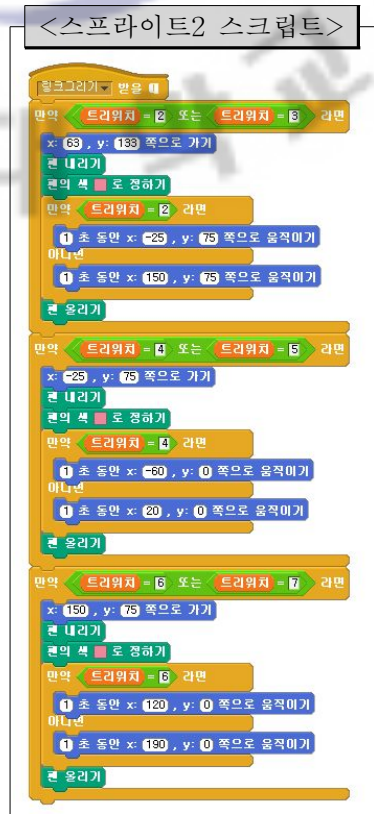 <스프라이트2 스크립트>
링크그리기 받을 때
만약 트리위치 = 2 또는 트리위치 = 3 라면
x: 63 , y: 133 쪽으로 가기
펜 내리기
펜의 색 로 정하기
만약 트리위치 = 2 라면
1 초 동안 x: -25 , y: 75 쪽으로 움직이기
아니면
1 초 동안 x: 150 , y: 75 쪽으로 움직이기
펜 올리기
만약 트리위치 = 4 또는 트리위치 = 5 라면
x: -25 , y: 75 쪽으로 가기
펜 내리기
펜의 색 로 정하기
만약 트리위치 = 4 라면
1 초 동안 x: -60 , y: 0 쪽으로 움직이기
아니면
1 초 동안 x: 20 , y: 0 쪽으로 움직이기
펜 올리기
만약 트리위치 = 6 또는 트리위치 = 7 라면
x: 150 , y: 75 쪽으로 가기
펜 내리기
펜의 색 로 정하기
만약 트리위치 = 6 라면
1 초 동안 x: 120 , y: 0 쪽으로 움직이기
아니면
1 초 동안 x: 190 , y: 0 쪽으로 움직이기
펜 올리기